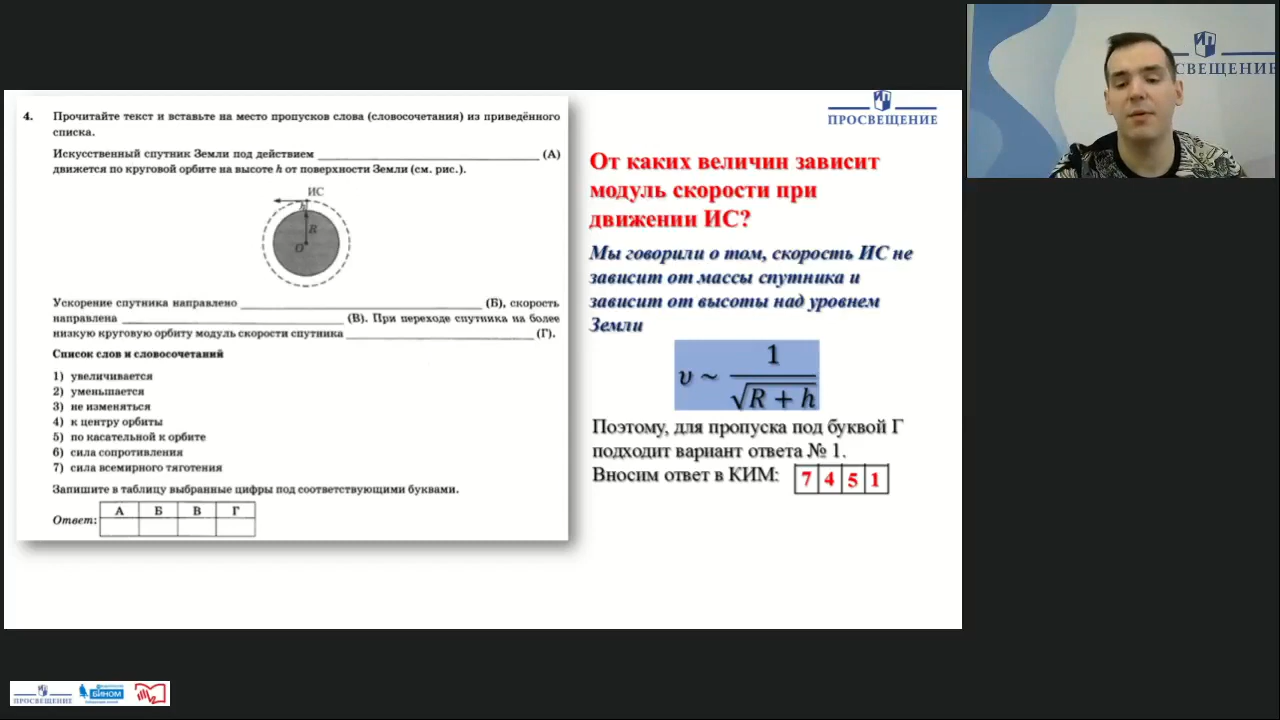 4. Прочитайте текст и вставьте на место пропусков слова (словосочетания) из приведённого
списка.
Искусственный спутник Земли под действием ____ (А)
движется по круговой орбите на высоте h от поверхности Земли (см. рис.).
ИС
h
R
O
Ускорение спутника направлено ____ (Б), скорость
направлена ____ (В). При переходе спутника на более
низкую круговую орбиту модуль скорости спутника ____ (Г).
Список слов и словосочетаний
1) увеличивается
2) уменьшается
3) не изменяться
4) к центру орбиты
5) по касательной к орбите
6) сила сопротивления
7) сила всемирного тяготения
Запишите в таблицу выбранные цифры под соответствующими буквами.
А Б В Г
Ответ:
ПРОСВЕЩЕНИЕ
От каких величин зависит
модуль скорости при
движении ИС?
Мы говорили о том, скорость ИС не
зависит от массы спутника и
зависит от высоты над уровнем
Земли
υ ~ 1/√(R + h)
Поэтому, для пропуска под буквой Г
подходит вариант ответа № 1.
Вносим ответ в КИМ: 7 4 5 1
СВЕЩЕНИЕ
ПРОСВЕЩЕНИЕ
БИНОМ